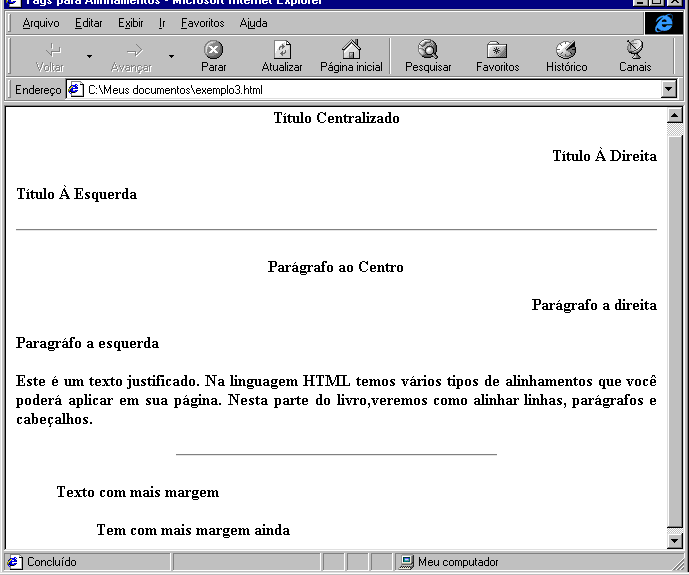 Tags para Alinhamentos - Microsoft Internet Explorer
Arquivo Editar Exibir Ir Favoritos Ajuda
Voltar Avançar Parar Atualizar Página inicial Pesquisar Favoritos Histórico Canais
Endereço C:\Meus documentos\exemplo3.html
Título Centralizado
Título À Direita
Título À Esquerda
Parágrafo ao Centro
Parágrafo a direita
Paragráfo a esquerda
Este é um texto justificado. Na linguagem HTML temos vários tipos de alinhamentos que você
poderá aplicar em sua página. Nesta parte do livro,veremos como alinhar linhas, parágrafos e
cabeçalhos.
Texto com mais margem
Tem com mais margem ainda
Concluído Meu computador